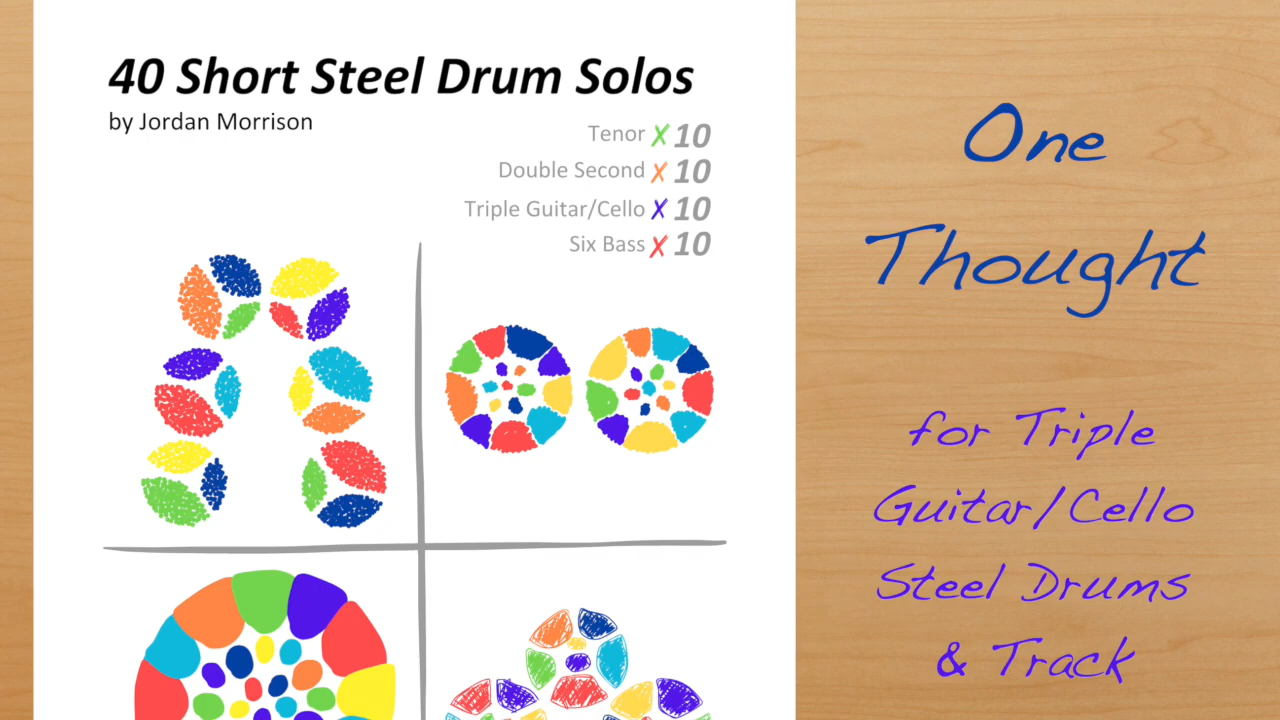 40 Short Steel Drum Solos
by Jordan Morrison
Tenor X 10
Double Second X 10
Triple Guitar/Cello X 10
Six Bass X 10
One
Thought
for Triple
Guitar/Cello
Steel Drums
& Track